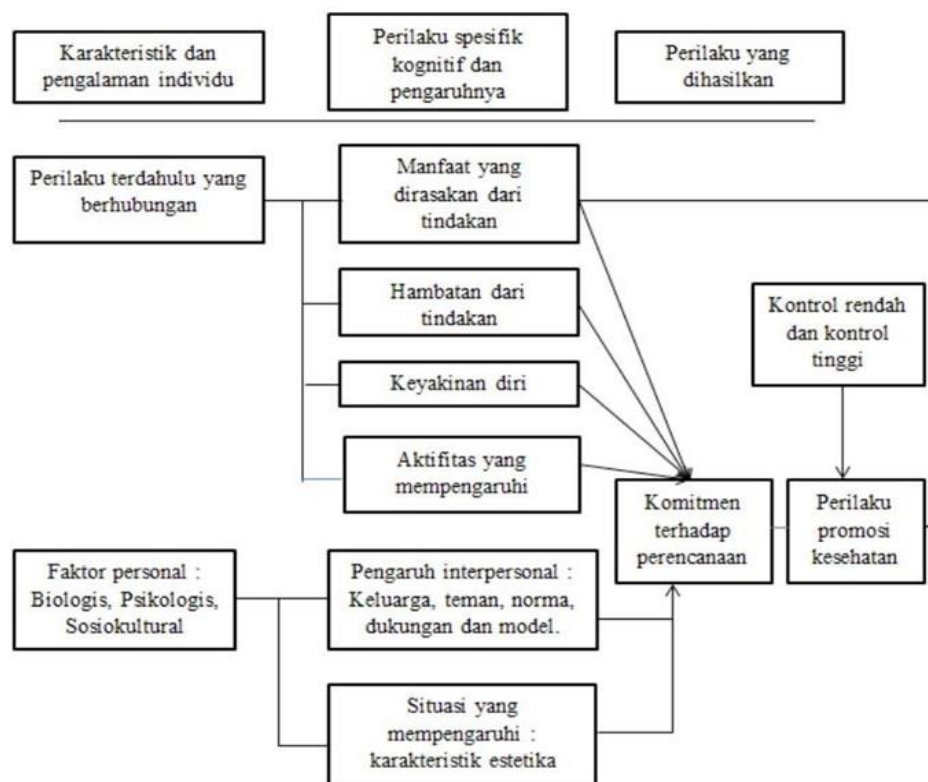 Karakteristik dan
pengalaman individu
Perilaku spesifik
kognitif dan
pengaruhnya
Perilaku yang
dihasilkan
Perilaku terdahulu yang
berhubungan
Manfaat yang
dirasakan dari
tindakan
Hambatan dari
tindakan
Keyakinan diri
Aktifitas yang
mempengaruhi
Kontrol rendah
dan kontrol
tinggi
Komitmen
terhadap
perencanaan
Perilaku
promosi
kesehatan
Faktor personal :
Biologis, Psikologis,
Sosiokultural
Pengaruh interpersonal :
Keluarga, teman, norma,
dukungan dan model.
Situasi yang
mempengaruhi :
karakteristik estetika